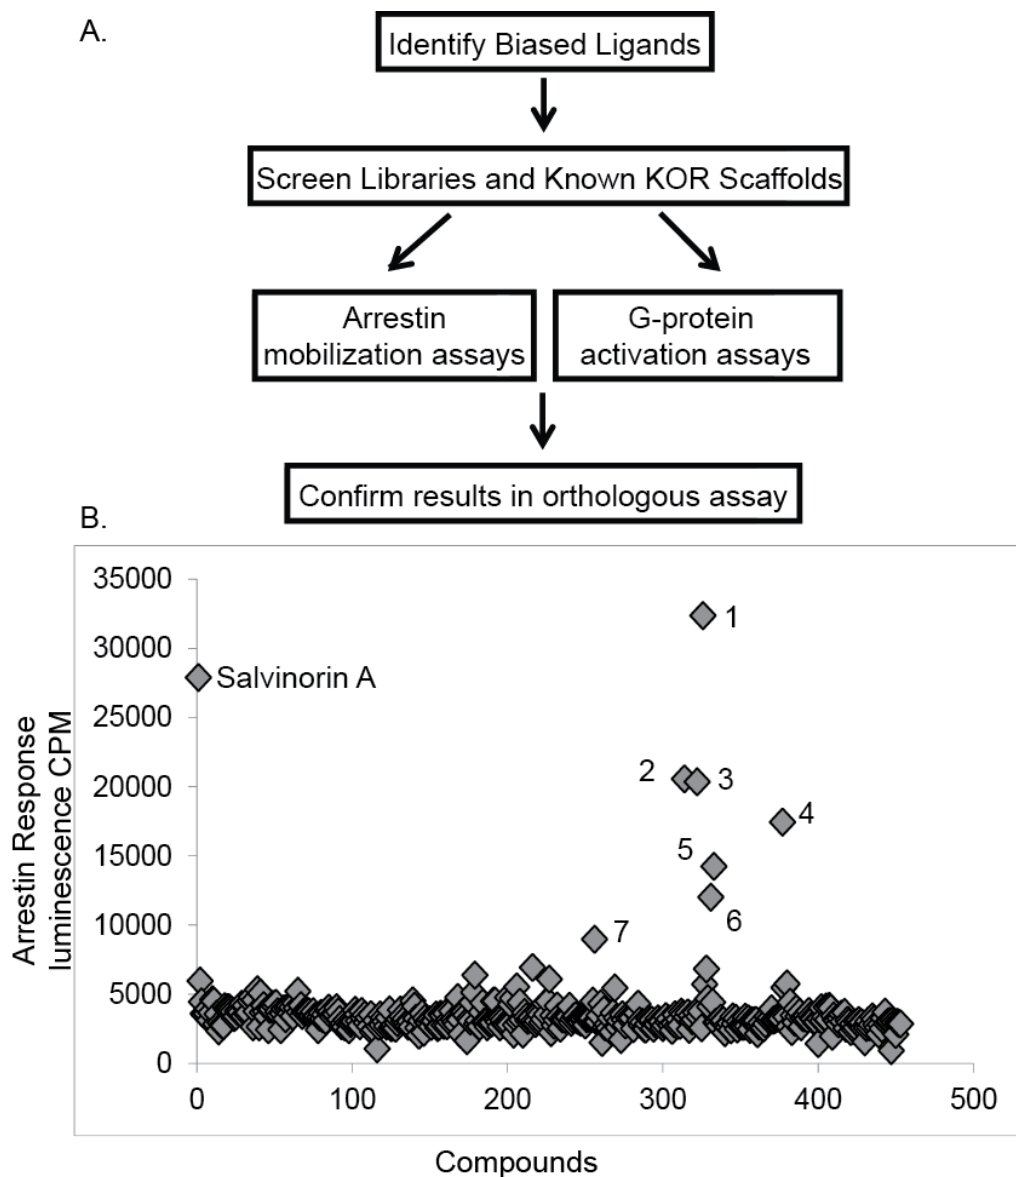 A.
Identify Biased Ligands
Screen Libraries and Known KOR Scaffolds
Arrestin
mobilization assays
G-protein
activation assays
Confirm results in orthologous assay
B.
35000
30000
25000
20000
15000
10000
5000
0
Arrestin Response
luminescence CPM
Salvinorin A
1
2
3
4
5
6
7
0
100
200
300
400
500
Compounds